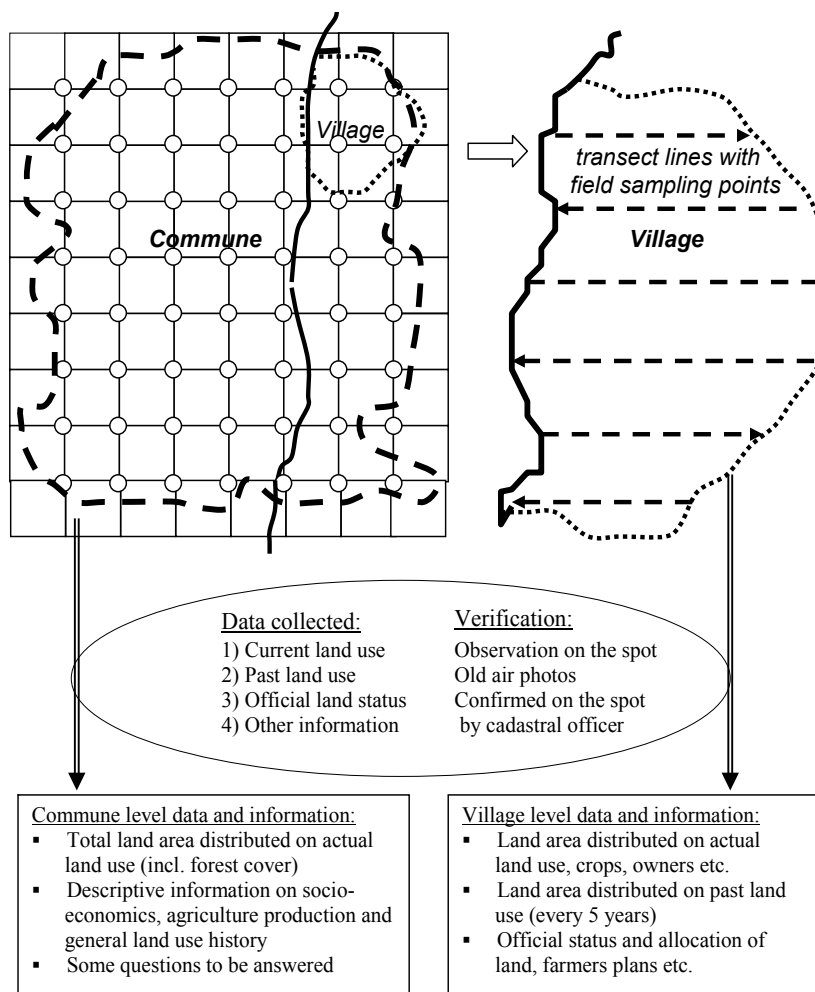 Village
Commune
transect lines with
field sampling points
Village
Data collected:
1) Current land use
2) Past land use
3) Official land status
4) Other information
Verification:
Observation on the spot
Old air photos
Confirmed on the spot
by cadastral officer
Commune level data and information:
▪ Total land area distributed on actual
land use (incl. forest cover)
▪ Descriptive information on socio-
economics, agriculture production and
general land use history
▪ Some questions to be answered
Village level data and information:
▪ Land area distributed on actual
land use, crops, owners etc.
▪ Land area distributed on past land
use (every 5 years)
▪ Official status and allocation of
land, farmers plans etc.